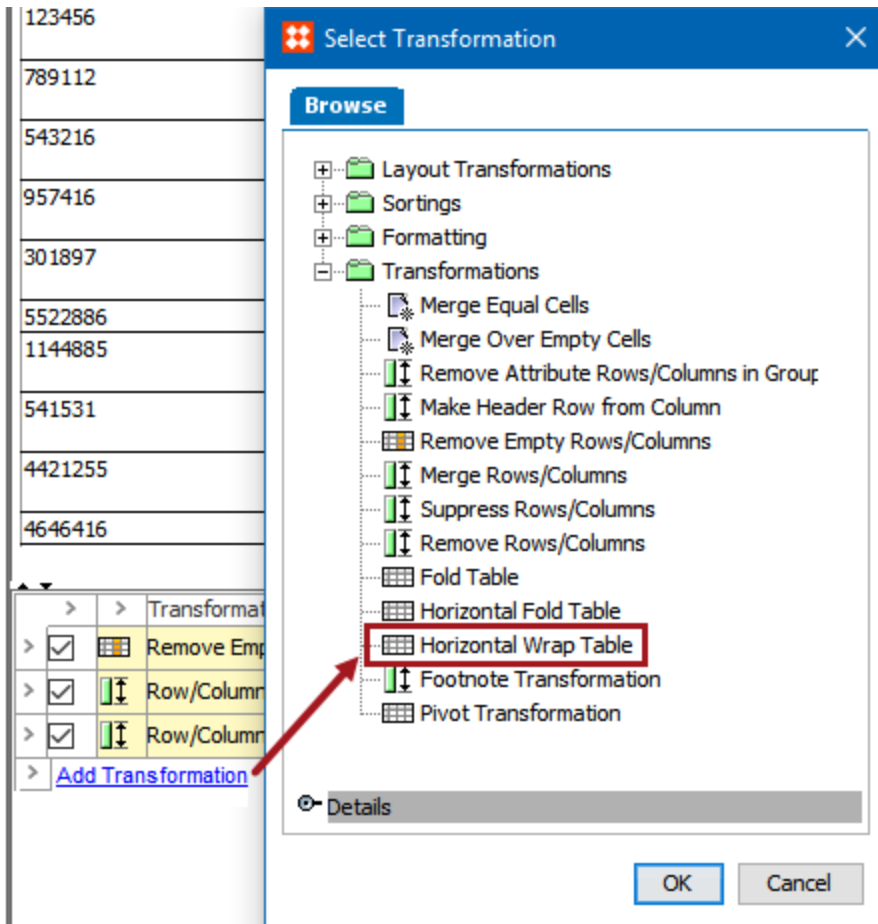 123456
789112
543216
957416
301897
5522886
1144885
541531
4421255
4646416
> > Transformat
> Remove Emp
> Row/Column
> Row/Column
> Add Transformation
Select Transformation
Browse
Layout Transformations
Sortings
Formatting
Transformations
Merge Equal Cells
Merge Over Empty Cells
Remove Attribute Rows/Columns in Group
Make Header Row from Column
Remove Empty Rows/Columns
Merge Rows/Columns
Suppress Rows/Columns
Remove Rows/Columns
Fold Table
Horizontal Fold Table
Horizontal Wrap Table
Footnote Transformation
Pivot Transformation
Details
OK Cancel